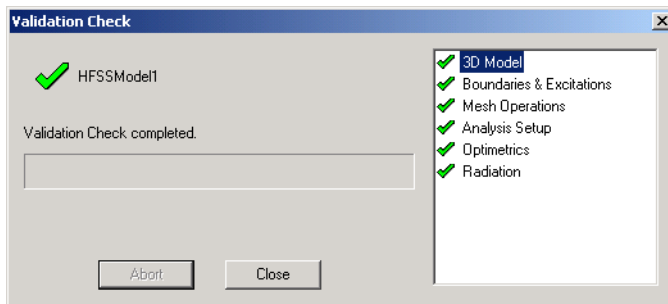 Validation Check
HFSSModel1
Validation Check completed.
Abort
Close
3D Model
Boundaries & Excitations
Mesh Operations
Analysis Setup
Optimetrics
Radiation